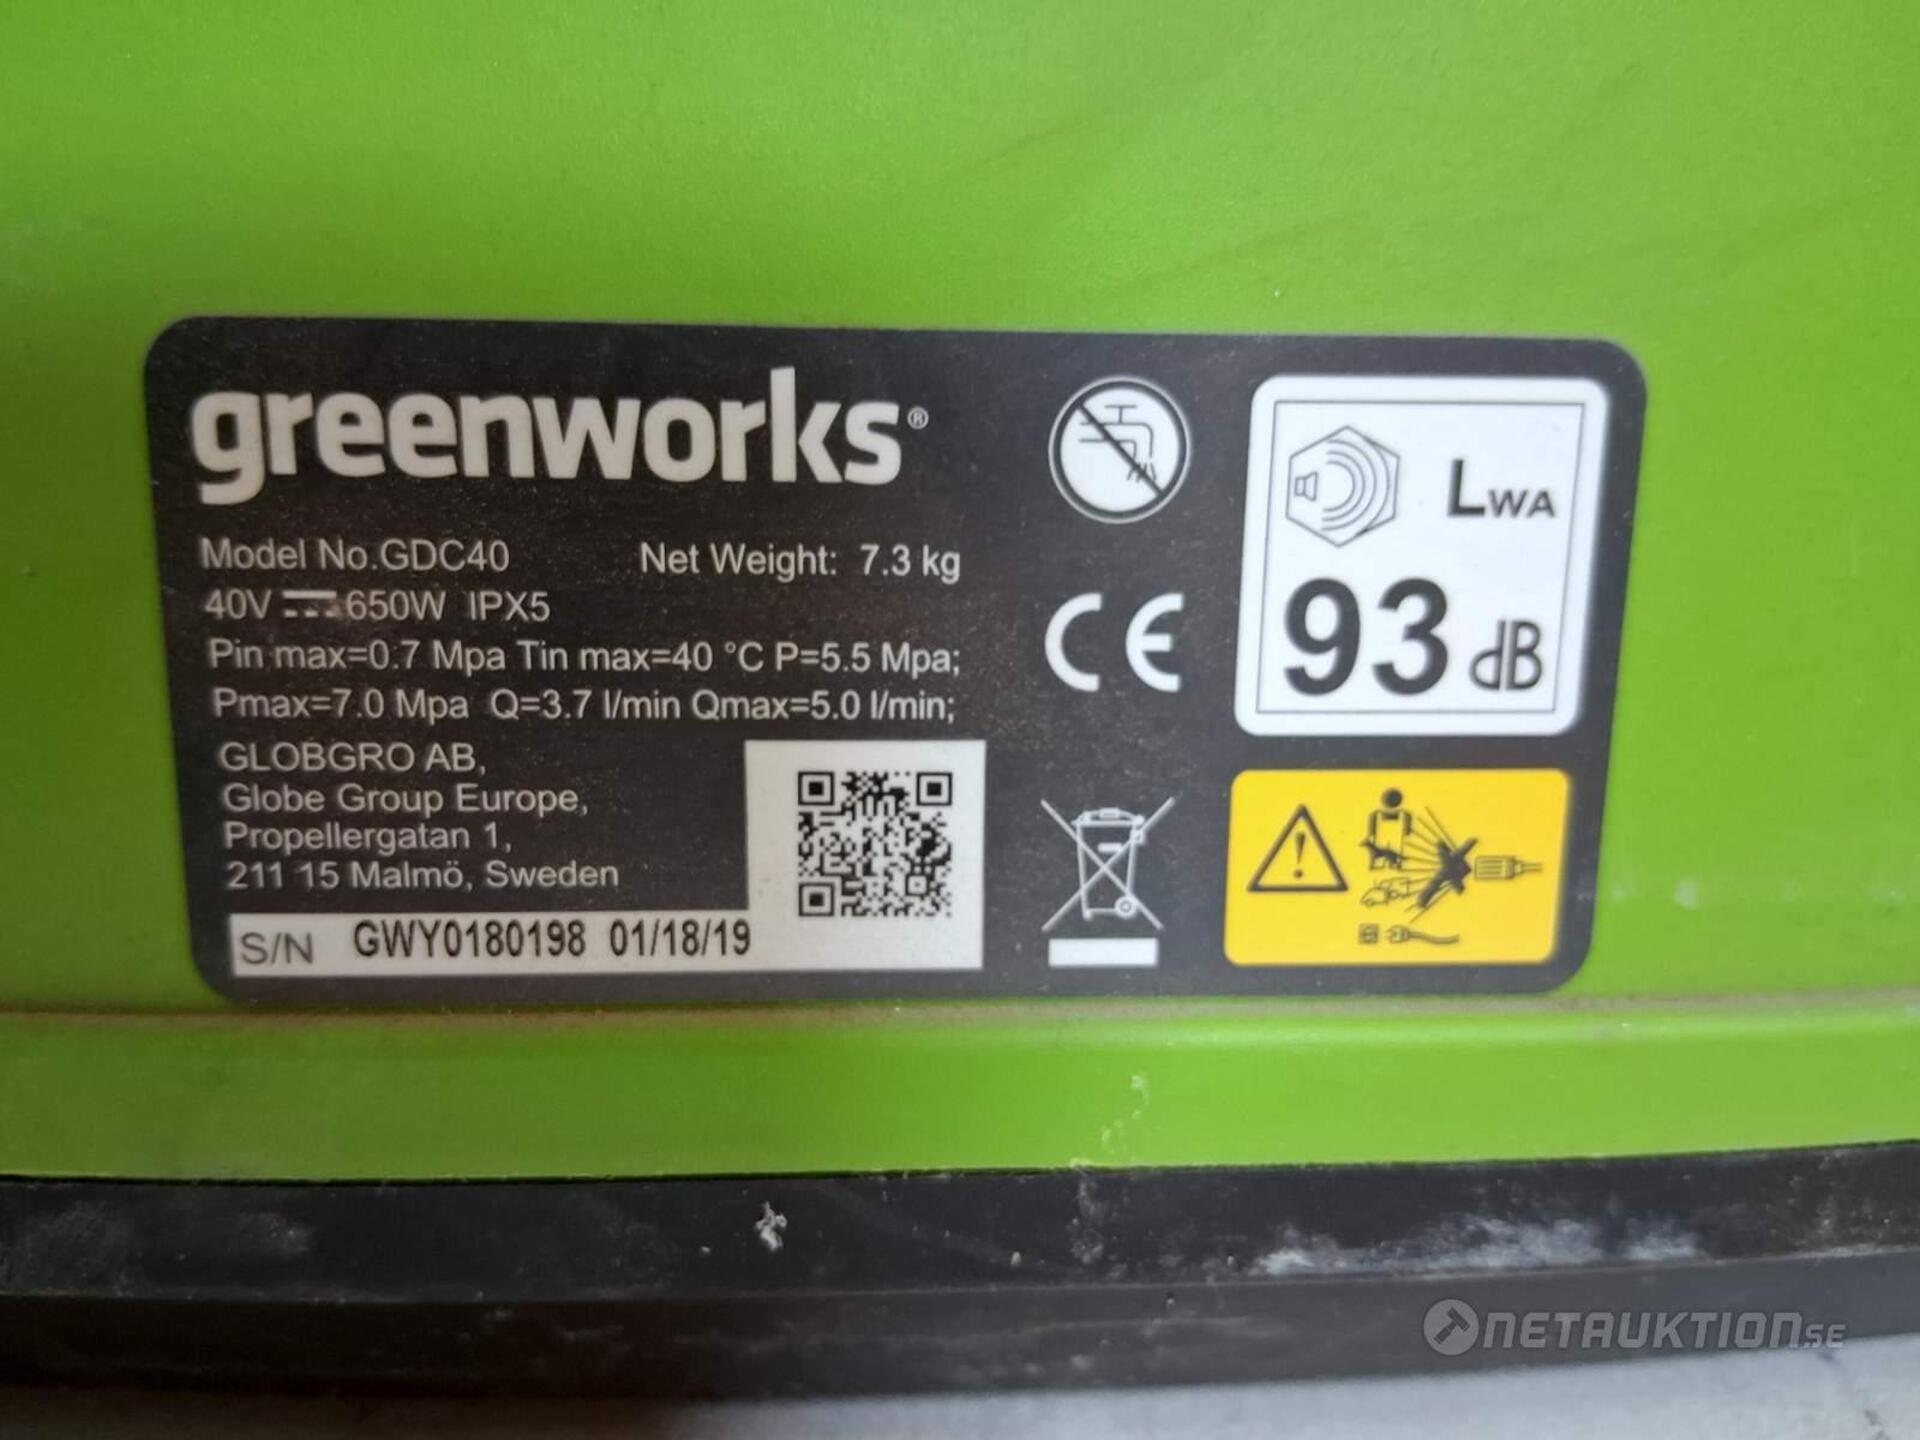 greenworks®
Model No.GDC40 Net Weight: 7.3 kg
40V 650W IPX5
Pin max=0.7 Mpa Tin max=40 °C P=5.5 Mpa;
Pmax=7.0 Mpa Q=3.7 l/min Qmax=5.0 l/min;
GLOBGRO AB,
Globe Group Europe,
Propellergatan 1,
211 15 Malmö, Sweden
S/N GWY0180198 01/18/19
CE
LWA
93 dB
NETAUKTION.SE